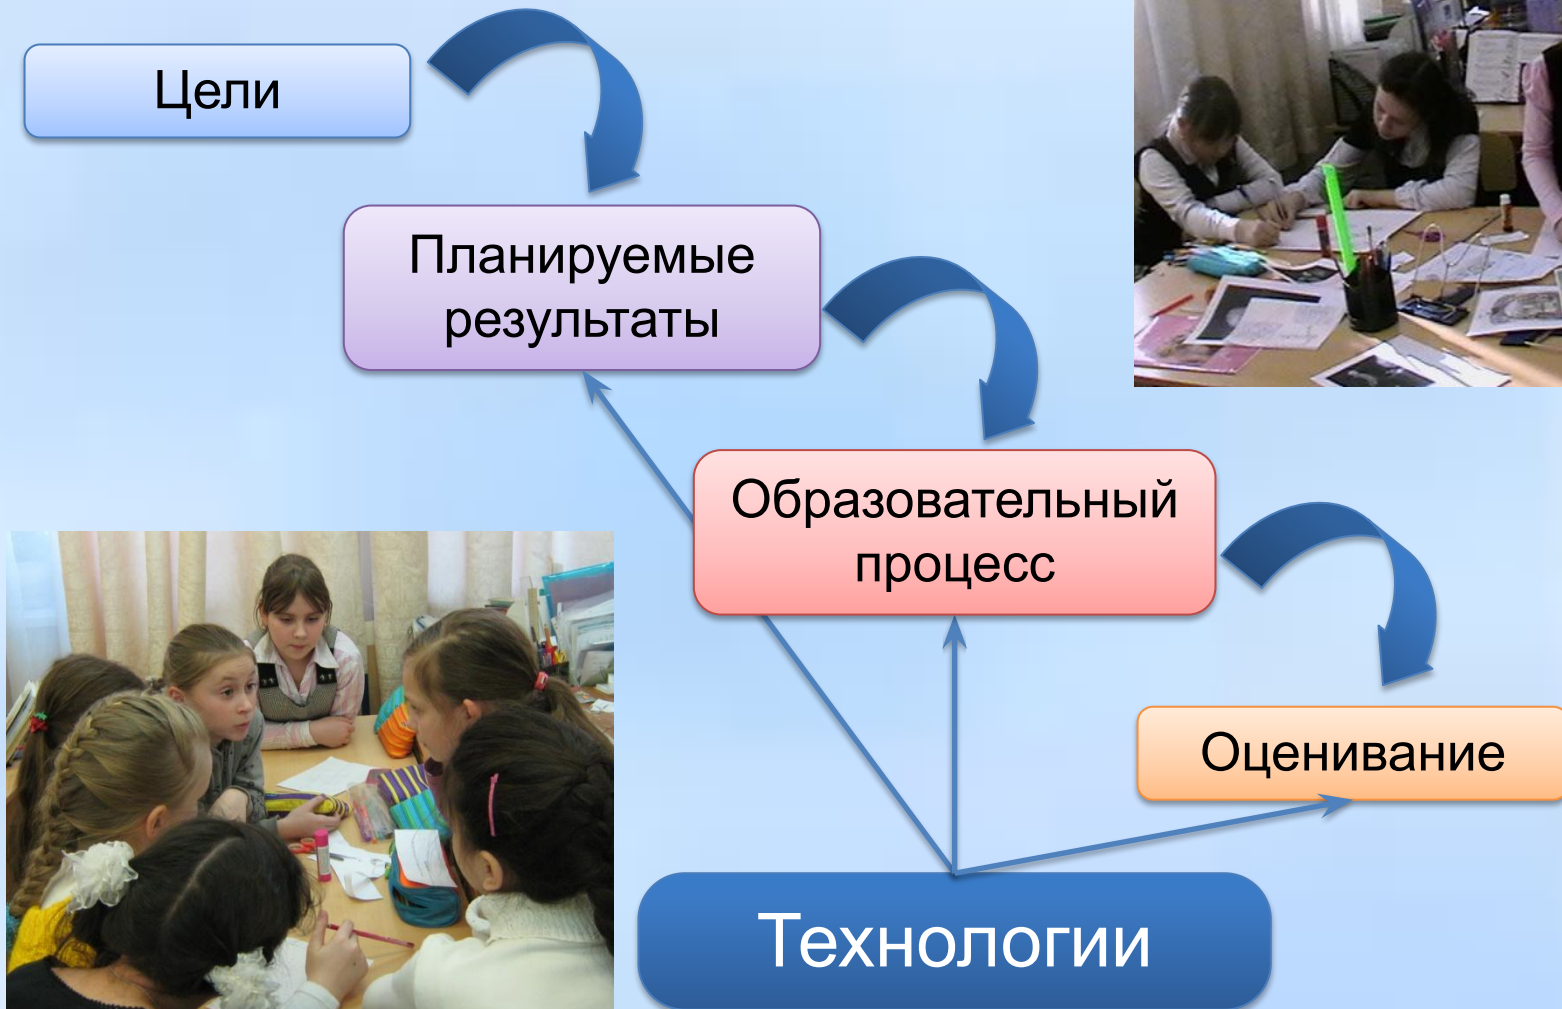 Цели
Планируемые
результаты
Образовательный
процесс
Оценивание
Технологии